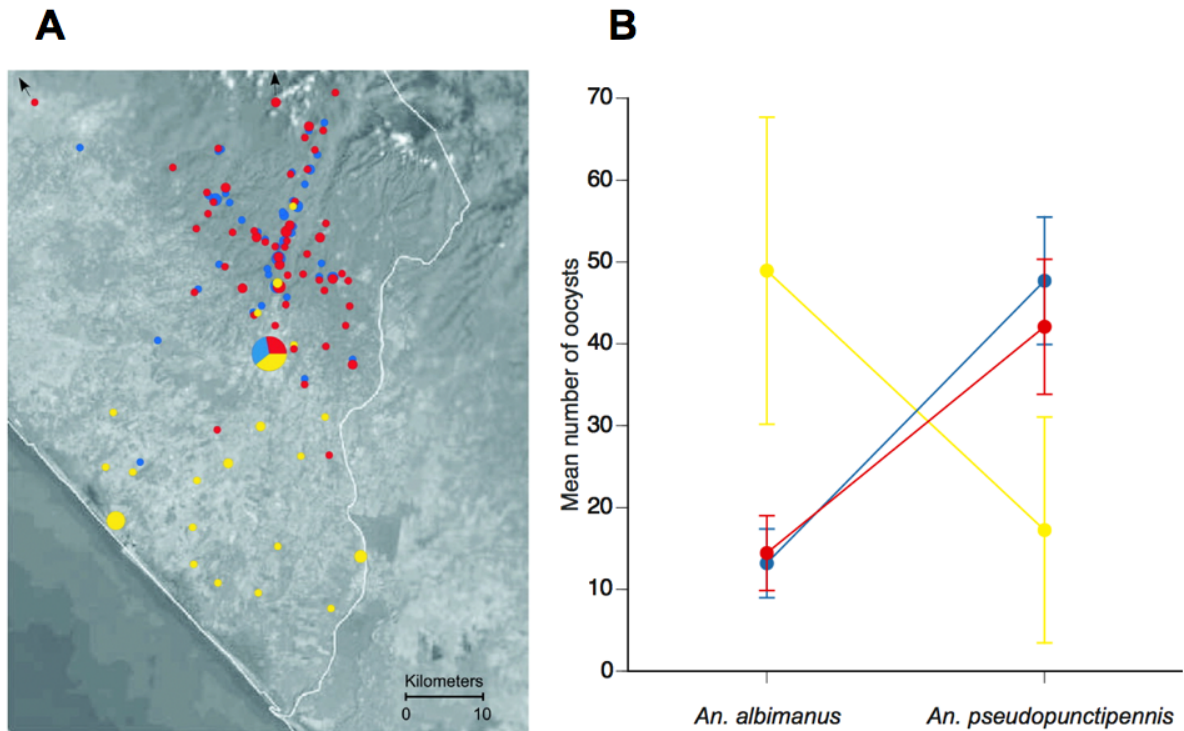 A
B
Kilometers
0 10
Mean number of oocysts
70
60
50
40
30
20
10
0
An. albimanus An. pseudopunctipennis